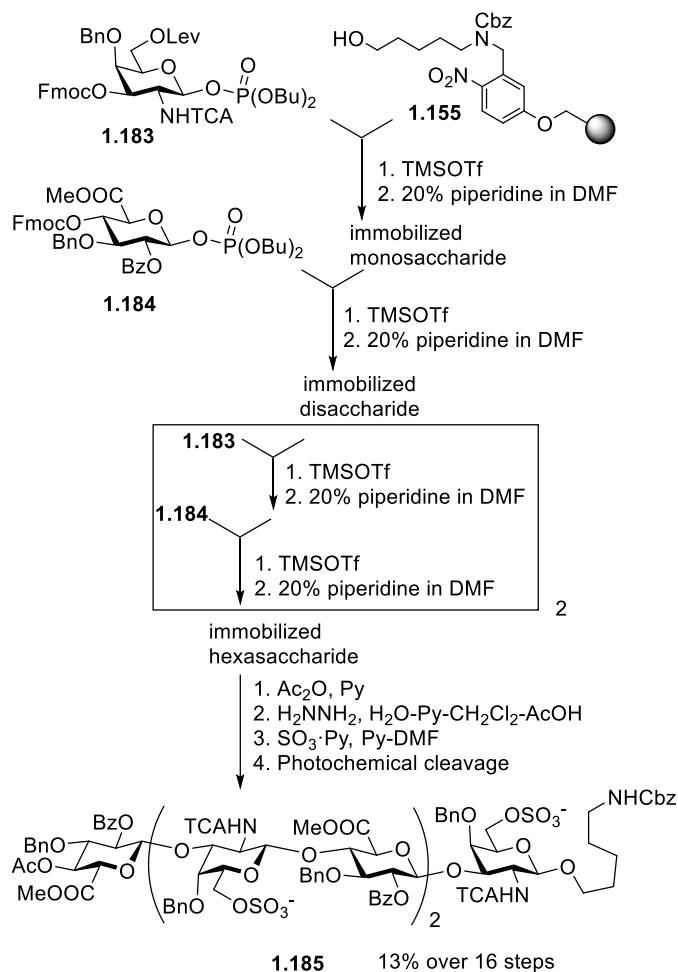 BnO
OLev
O
FmocO
NHTCA
O
P(OBu)2
O
1.183
HO
Cbz
N
O2N
1.155
O
1. TMSOTf
2. 20% piperidine in DMF
immobilized
monosaccharide
MeOOC
FmocO
BnO
O
BzO
O
P(OBu)2
O
1.184
1. TMSOTf
2. 20% piperidine in DMF
immobilized
disaccharide
1.183
1. TMSOTf
2. 20% piperidine in DMF
1.184
1. TMSOTf
2. 20% piperidine in DMF
2
immobilized
hexasaccharide
1. Ac2O, Py
2. H2NNH2, H2O-Py-CH2Cl2-AcOH
3. SO3·Py, Py-DMF
4. Photochemical cleavage
BzO
BnO
AcO
MeOOC
O
O
TCAHN
O
BnO
OSO3-
O
MeOOC
O
BnO
BzO
O
2
BnO
OSO3-
O
TCAHN
O
NHCbz
1.185
13% over 16 steps